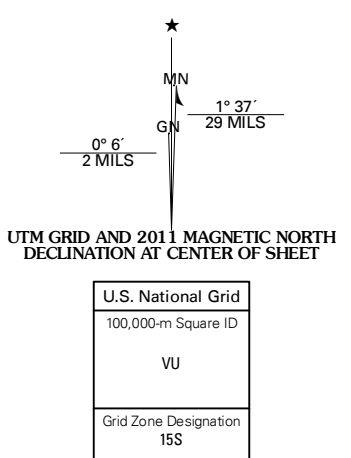 ★
MN
1° 37´
29 MILS
GN
0° 6´
2 MILS
UTM GRID AND 2011 MAGNETIC NORTH
DECLINATION AT CENTER OF SHEET
U.S. National Grid
100,000-m Square ID
VU
Grid Zone Designation
15S